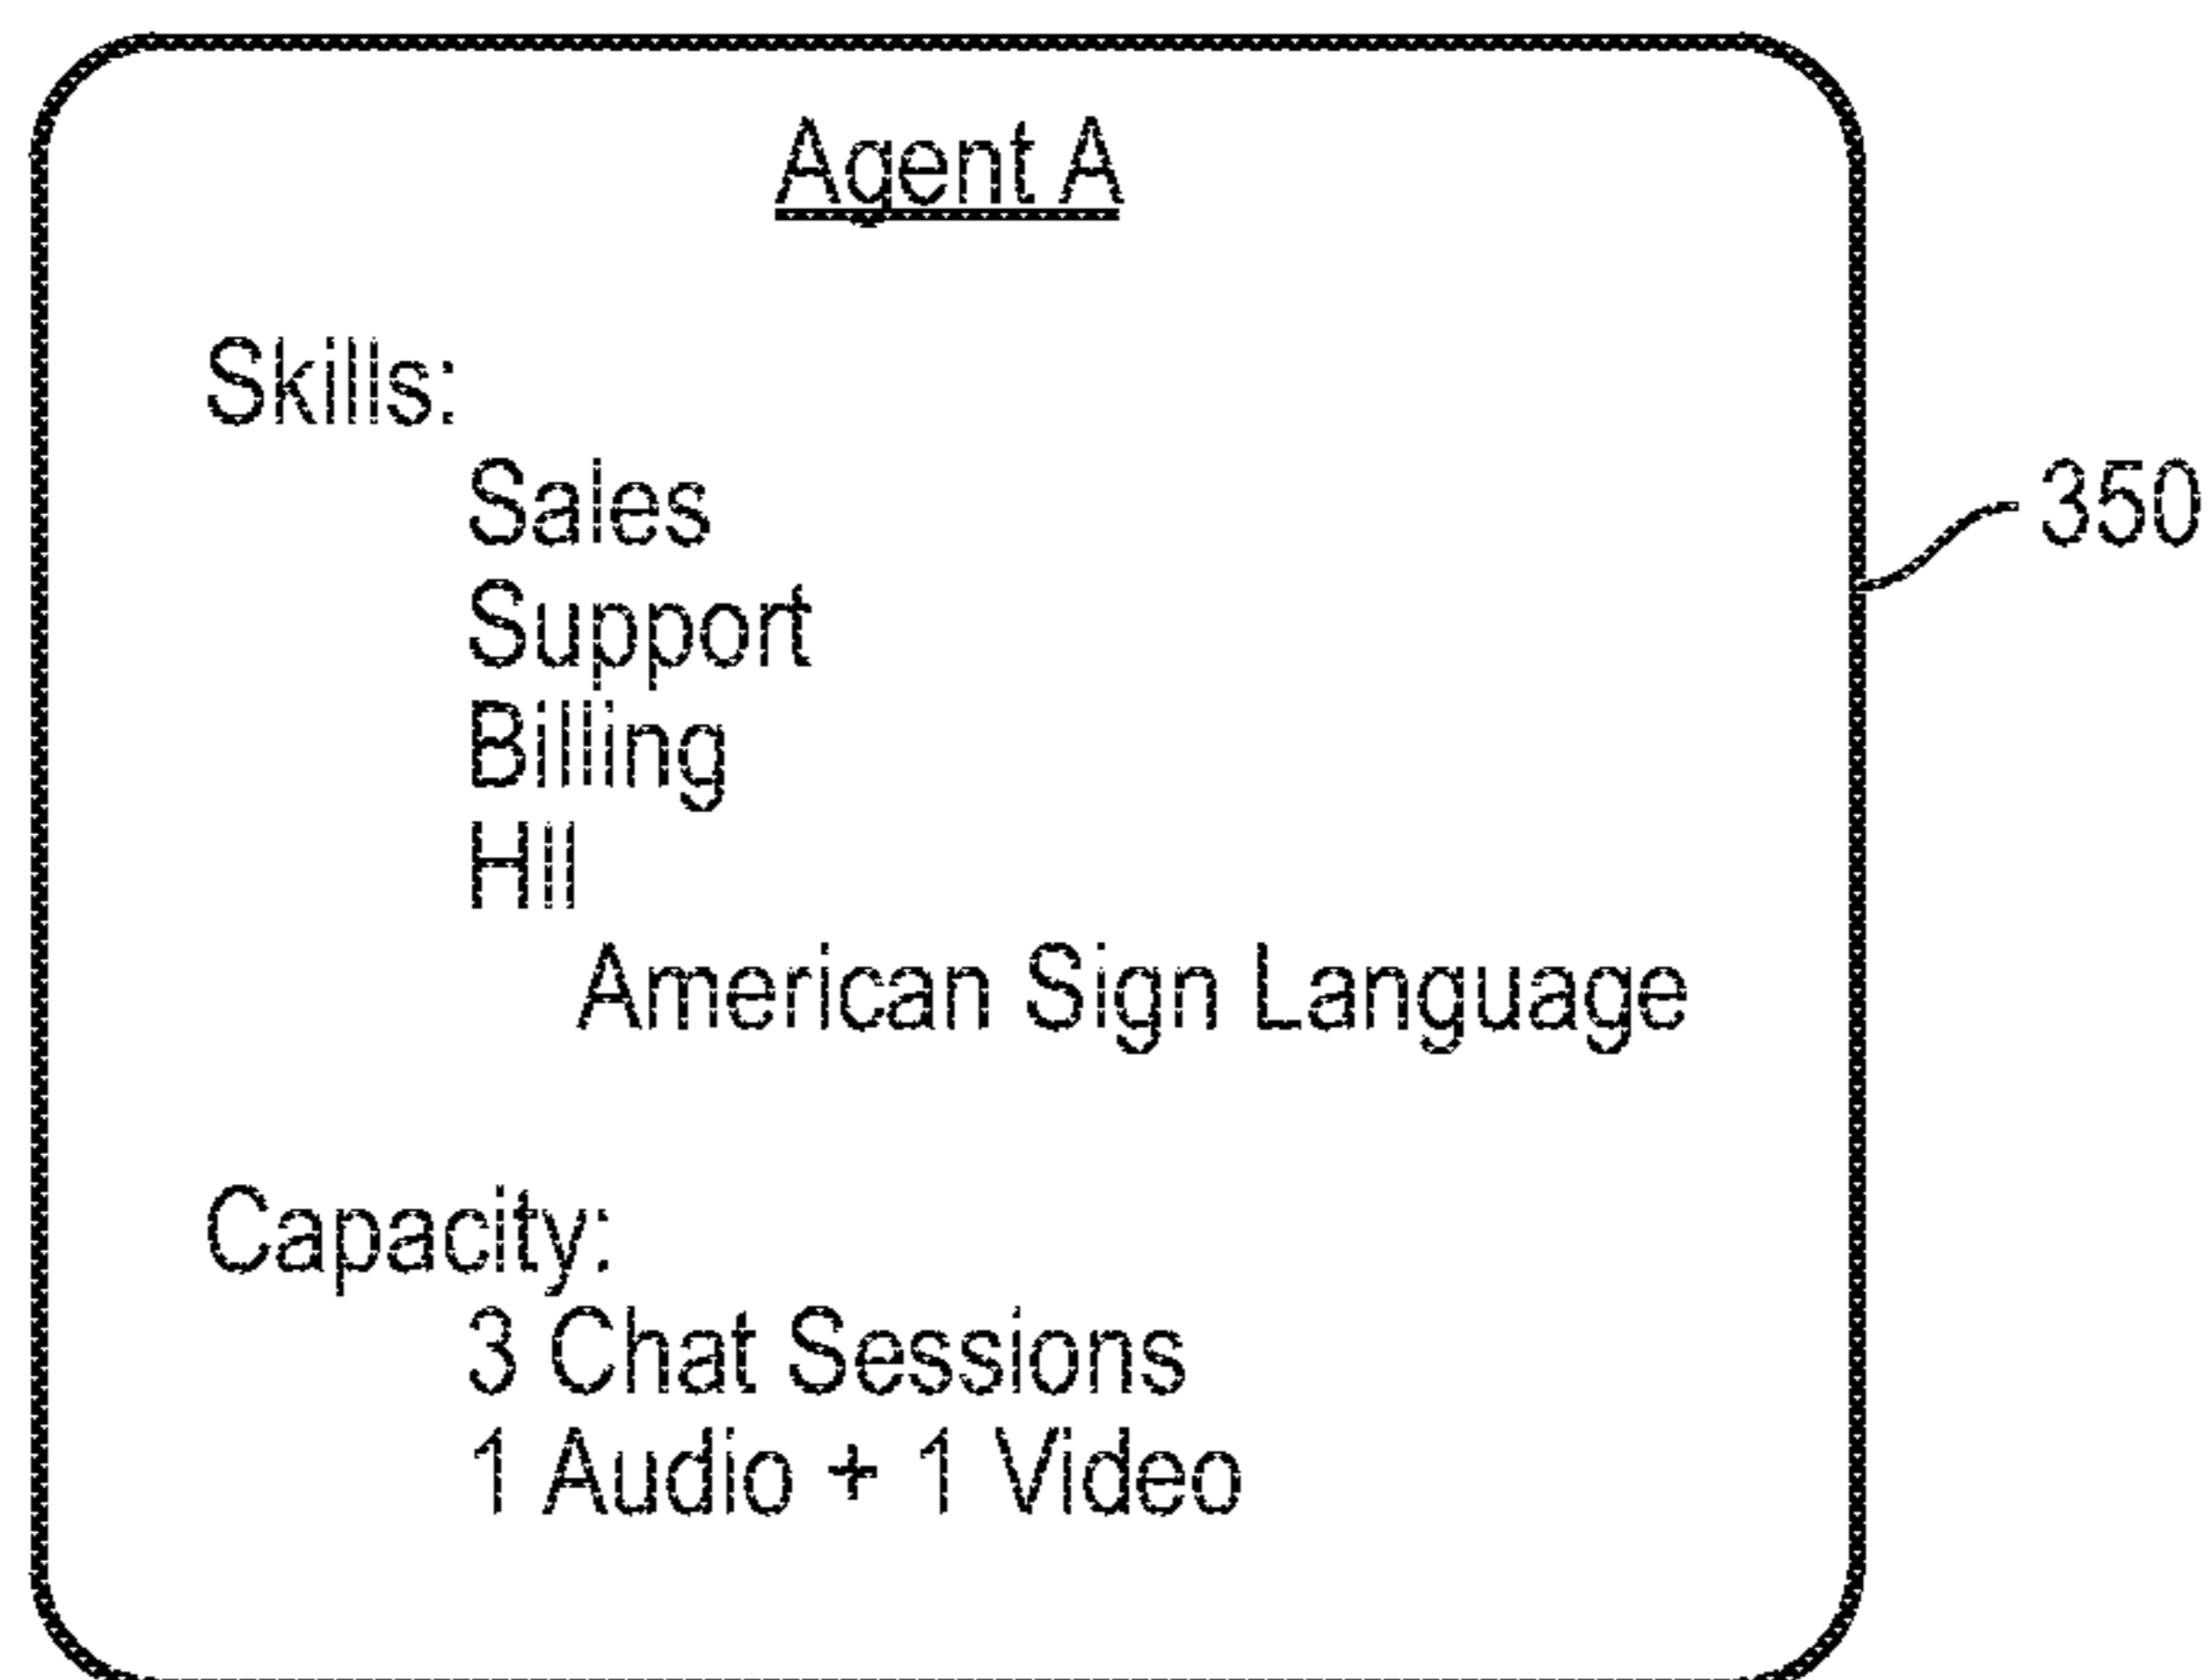 Agent A
Skills:
Sales
Support
350
Billing
HII
American Sign Language
Capacity:
3 Chat Sessions
1 Audio + 1 Video